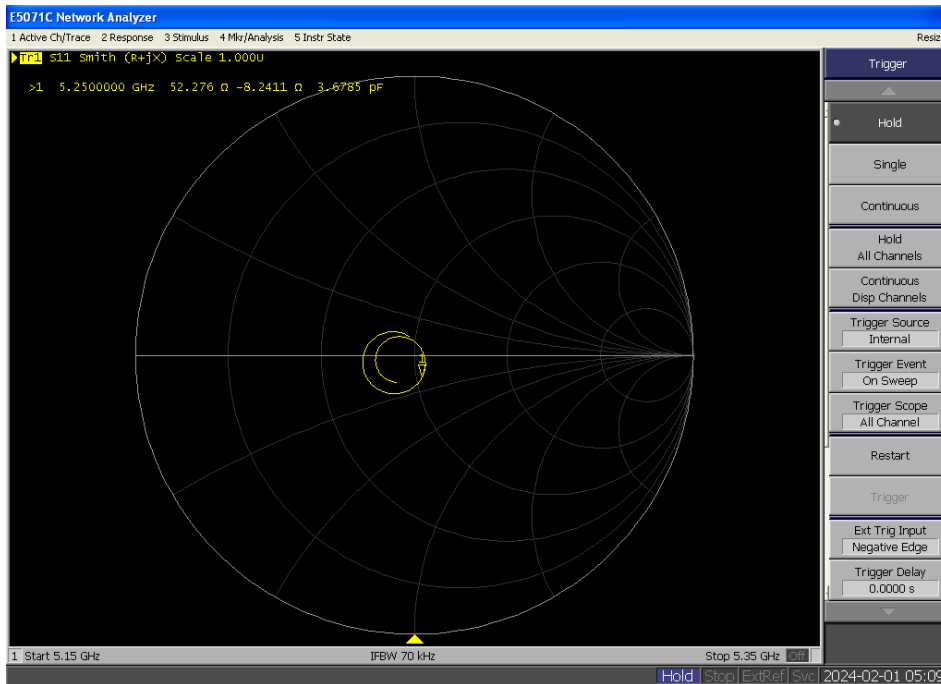 E5071C Network Analyzer
1 Active Ch/Trace 2 Response 3 Stimulus 4 Mkr/Analysis 5 Instr State
Resiz
Tr1 S11 Smith (R+jX) Scale 1.000U
>1 5.2500000 GHz 52.276 Ω -8.2411 Ω 3.6785 pF
1
Trigger
Hold
Single
Continuous
Hold
All Channels
Continuous
Disp Channels
Trigger Source
Internal
Trigger Event
On Sweep
Trigger Scope
All Channel
Restart
Trigger
Ext Trig Input
Negative Edge
Trigger Delay
0.0000 s
1 Start 5.15 GHz
IFBW 70 kHz
Stop 5.35 GHz Off
Hold Stop ExtRef Svc 2024-02-01 05:09